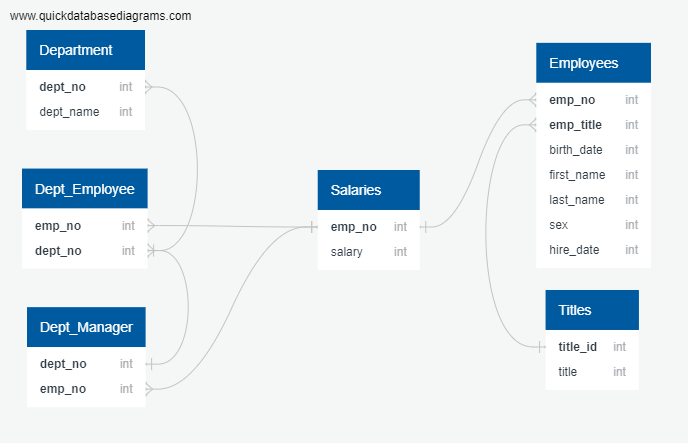 www.quickdatabasediagrams.com
Department
dept_no int
dept_name int
Dept_Employee
emp_no int
dept_no int
Dept_Manager
dept_no int
emp_no int
Salaries
emp_no int
salary int
Employees
emp_no int
emp_title int
birth_date int
first_name int
last_name int
sex int
hire_date int
Titles
title_id int
title int